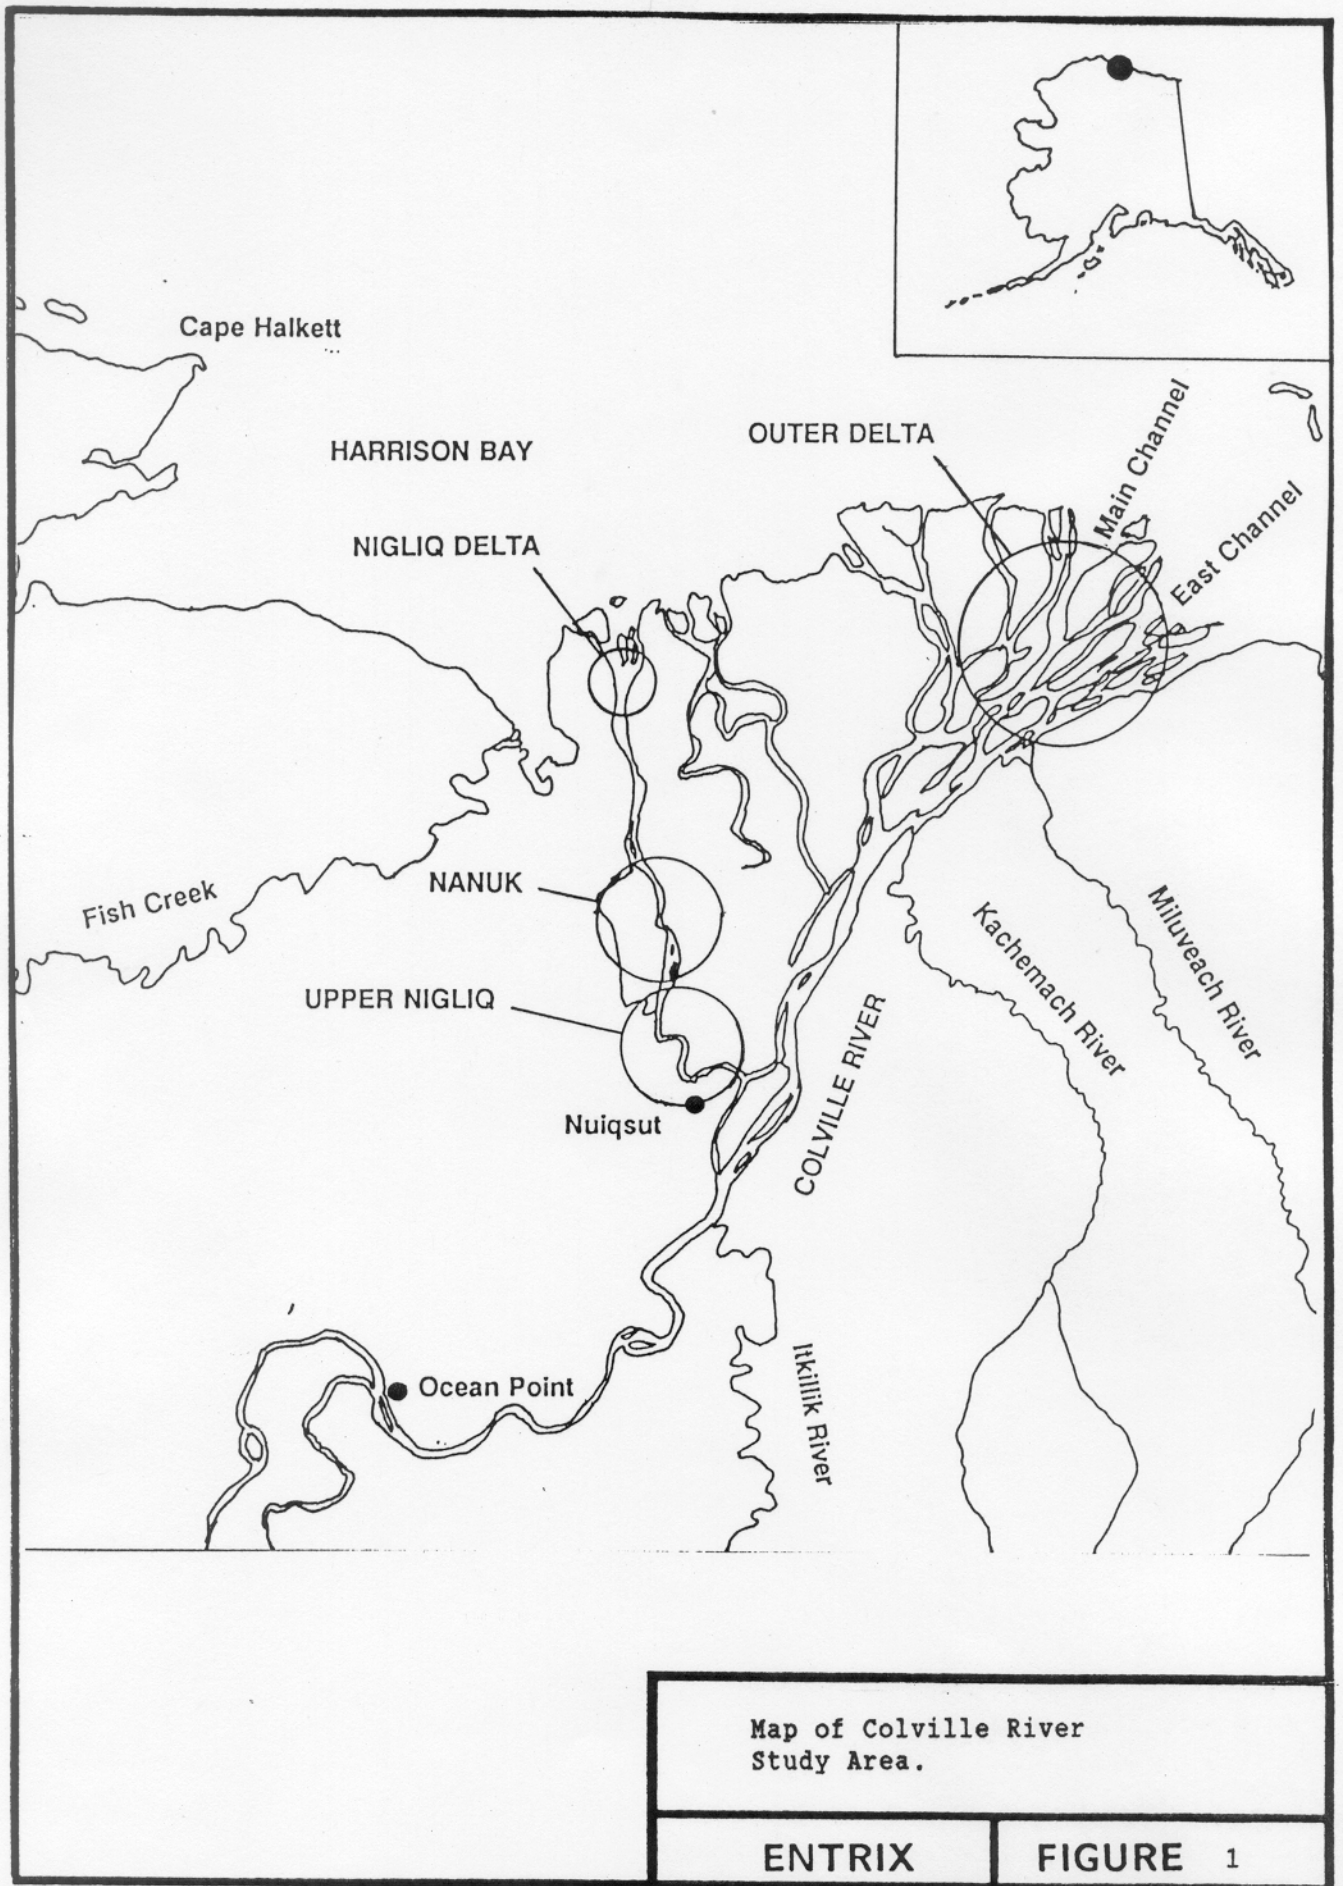 Cape Halkett
HARRISON BAY
OUTER DELTA
Main Channel
East Channel
NIGLIQ DELTA
Fish Creek
NANUK
UPPER NIGLIQ
Kachemach River
Miluveach River
COLVILLE RIVER
Nuiqsut
Itkillik River
Ocean Point
Map of Colville River
Study Area.
ENTRIX
FIGURE 1